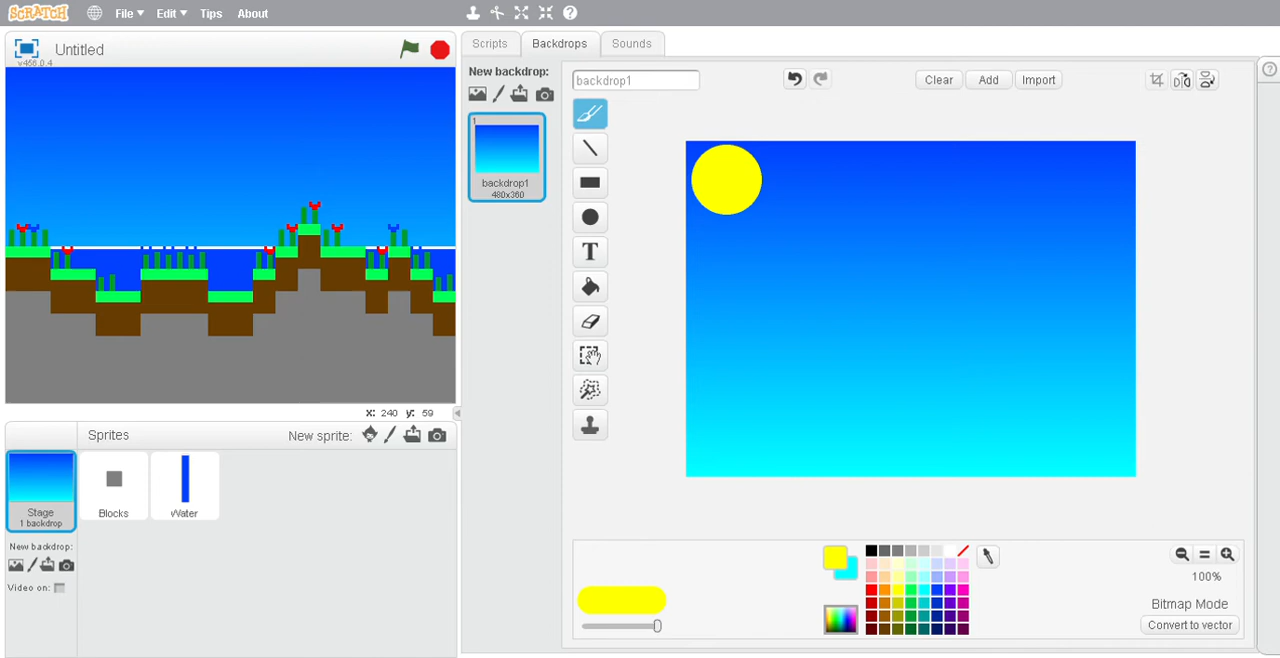 SCRATCH File Edit Tips About
Untitled
v456.0.4
Scripts Backdrops Sounds
New backdrop:
1
backdrop1
480x360
backdrop1
Clear Add Import
T
x: 240 y: 59
Sprites New sprite:
Stage
1 backdrop
Blocks
Water
New backdrop:
Video on:
100%
Bitmap Mode
Convert to vector